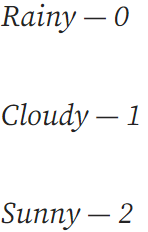 Rainy — 0
Cloudy — 1
Sunny — 2